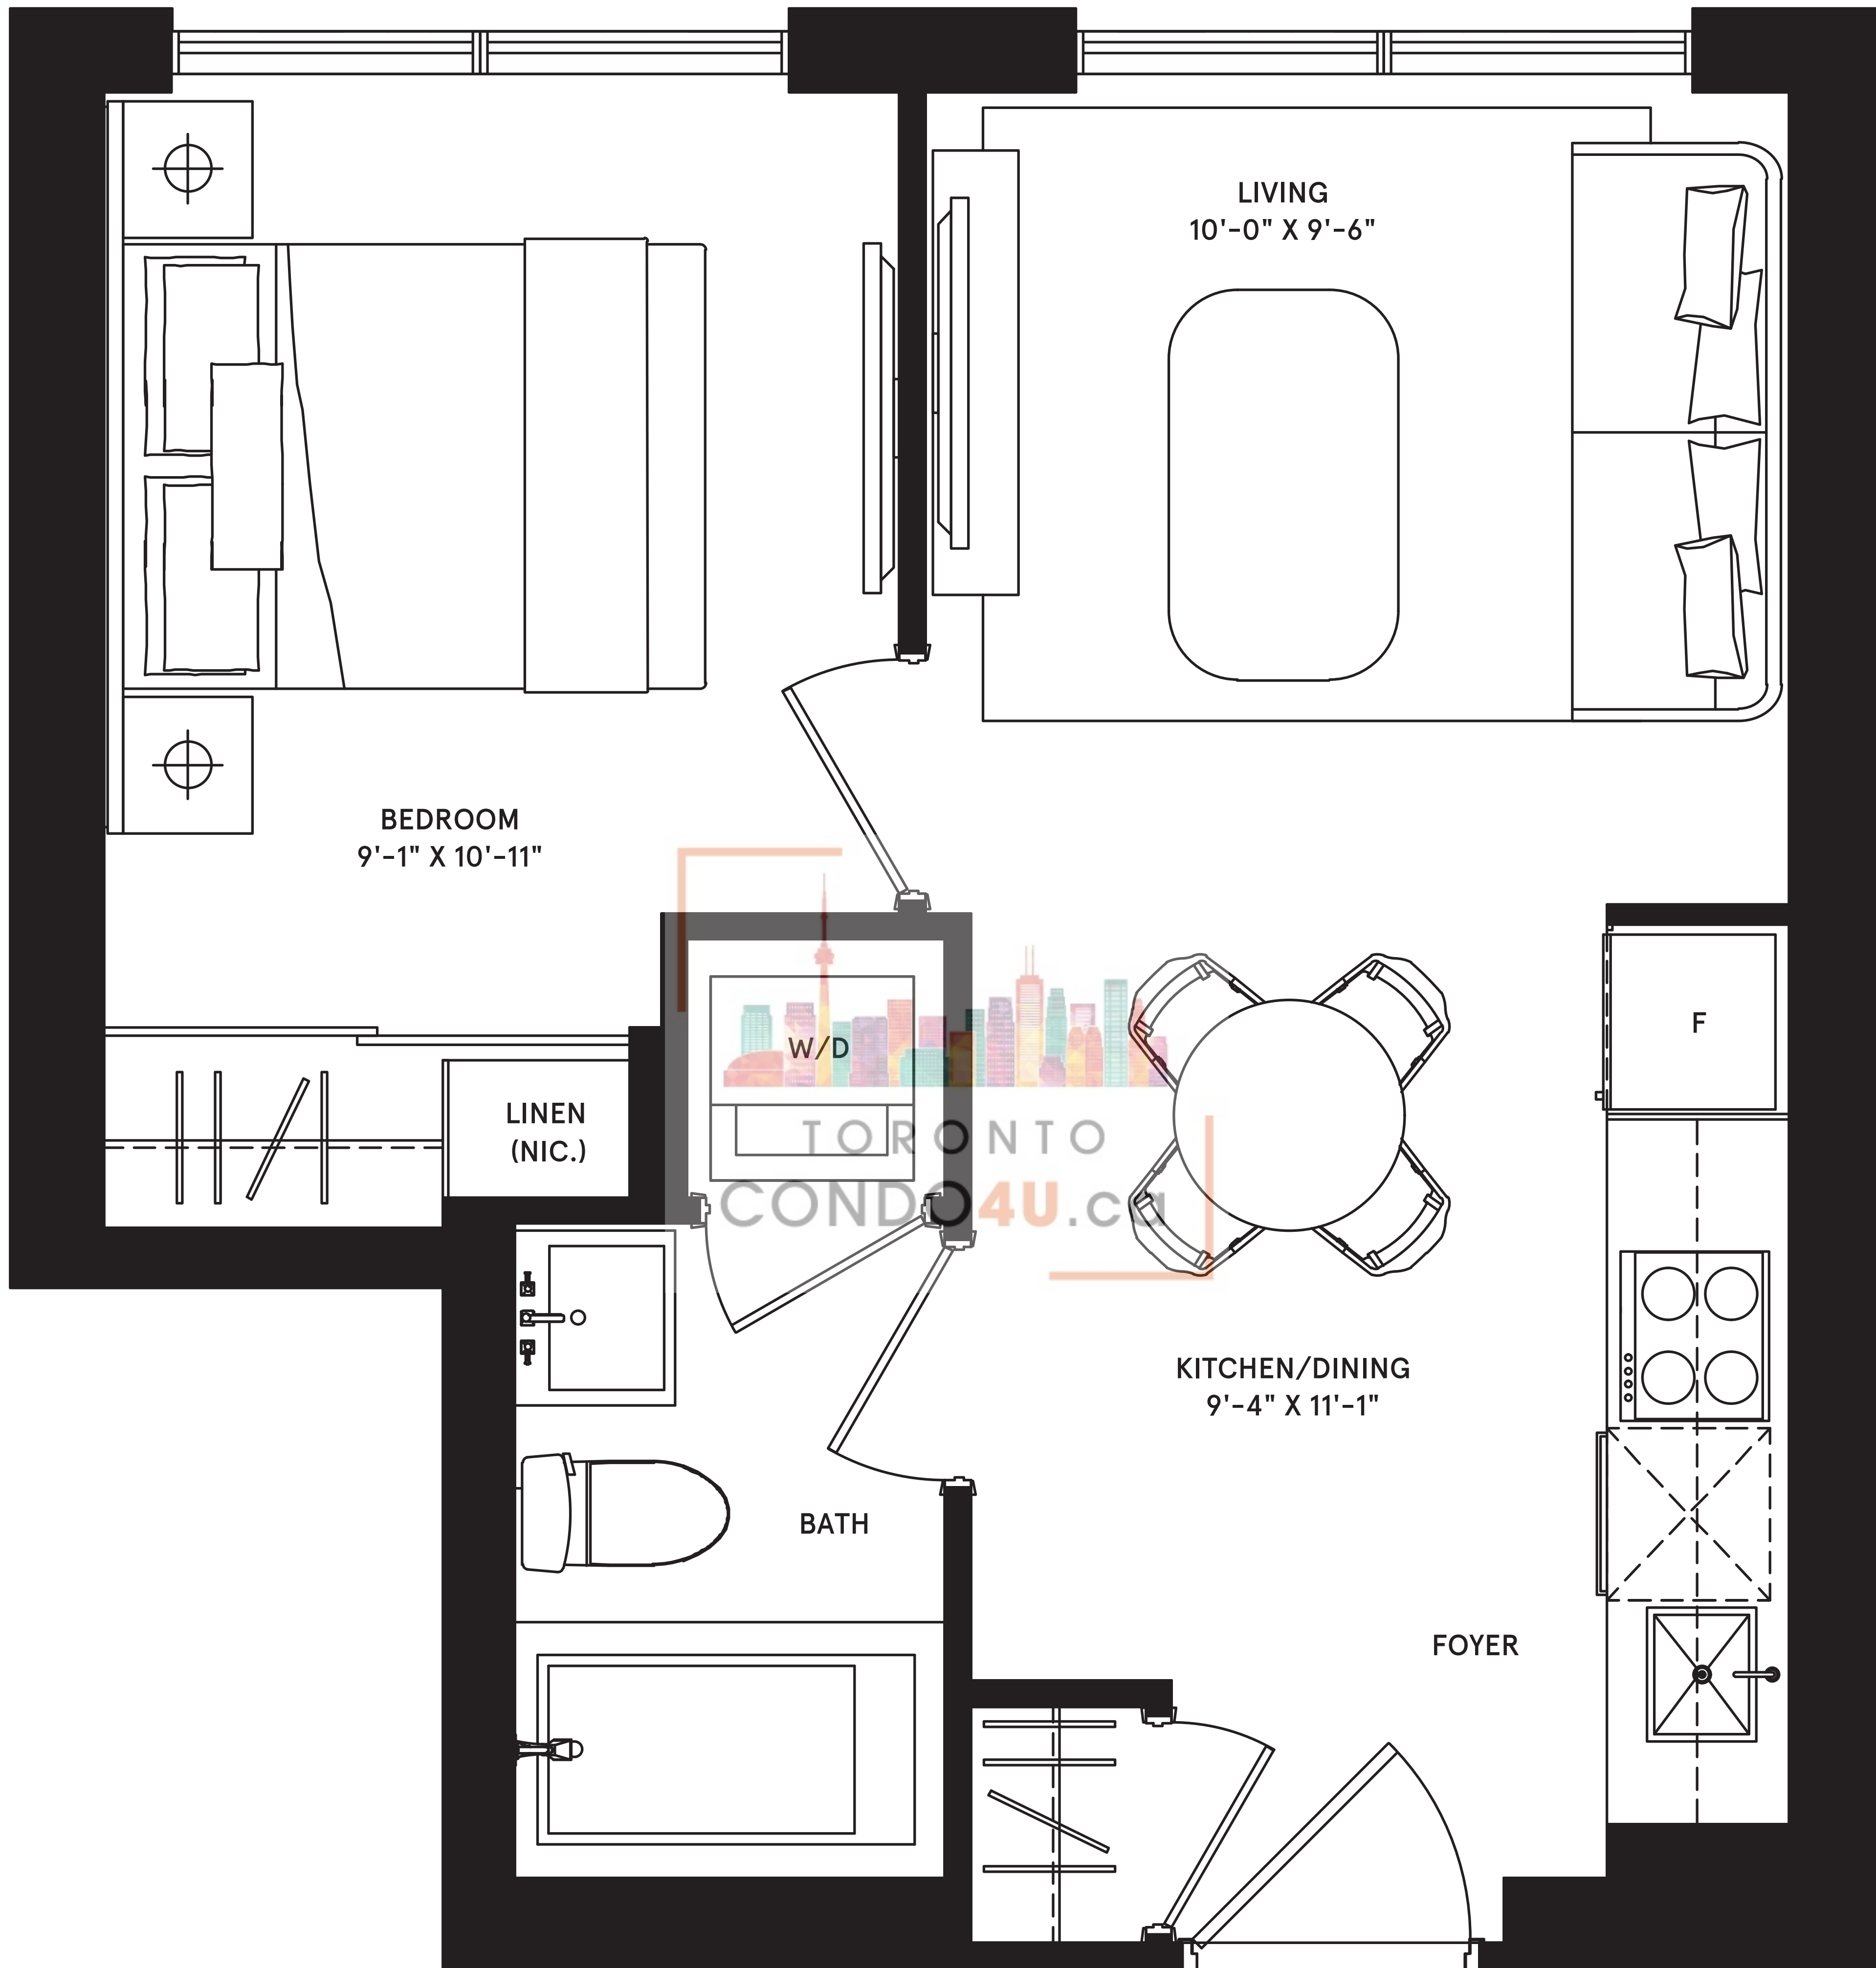 LIVING
10'-0" X 9'-6"
BEDROOM
9'-1" X 10'-11"
F
W/D
LINEN
(NIC.)
TORONTO
CONDO4U.ca
KITCHEN/DINING
9'-4" X 11'-1"
BATH
FOYER